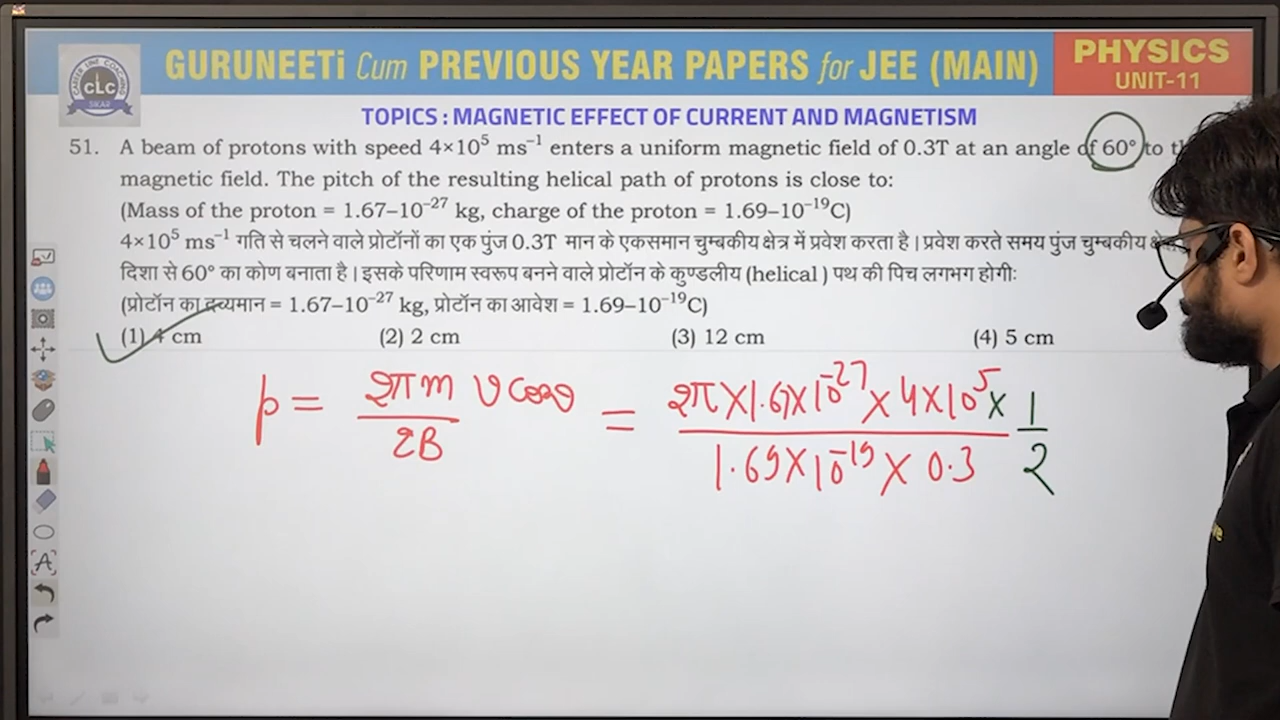 GURUNEETi Cum PREVIOUS YEAR PAPERS for JEE (MAIN)
PHYSICS
UNIT-11
CLC
SIKAR
TOPICS : MAGNETIC EFFECT OF CURRENT AND MAGNETISM
51. A beam of protons with speed 4×10⁵ ms⁻¹ enters a uniform magnetic field of 0.3T at an angle of 60° to
magnetic field. The pitch of the resulting helical path of protons is close to:
(Mass of the proton = 1.67–10⁻²⁷ kg, charge of the proton = 1.69–10⁻¹⁹C)
4×10⁵ ms⁻¹ गति से चलने वाले प्रोटॉनों का एक पुंज 0.3T मान के एकसमान चुम्बकीय क्षेत्र में प्रवेश करता है। प्रवेश करते समय पुंज चुम्बकीय
दिशा से 60° का कोण बनाता है। इसके परिणाम स्वरूप बनने वाले प्रोटॉन के कुण्डलीय (helical) पथ की पिच लगभग होगीः
(प्रोटॉन का द्रव्यमान = 1.67–10⁻²⁷ kg, प्रोटॉन का आवेश = 1.69–10⁻¹⁹C)
(1) 4 cm (2) 2 cm (3) 12 cm (4) 5 cm
p = 2πm v cosθ / qB = 2π×1.67×10⁻²⁷×4×10⁵ / 1.69×10⁻¹⁹×0.3 × 1/2